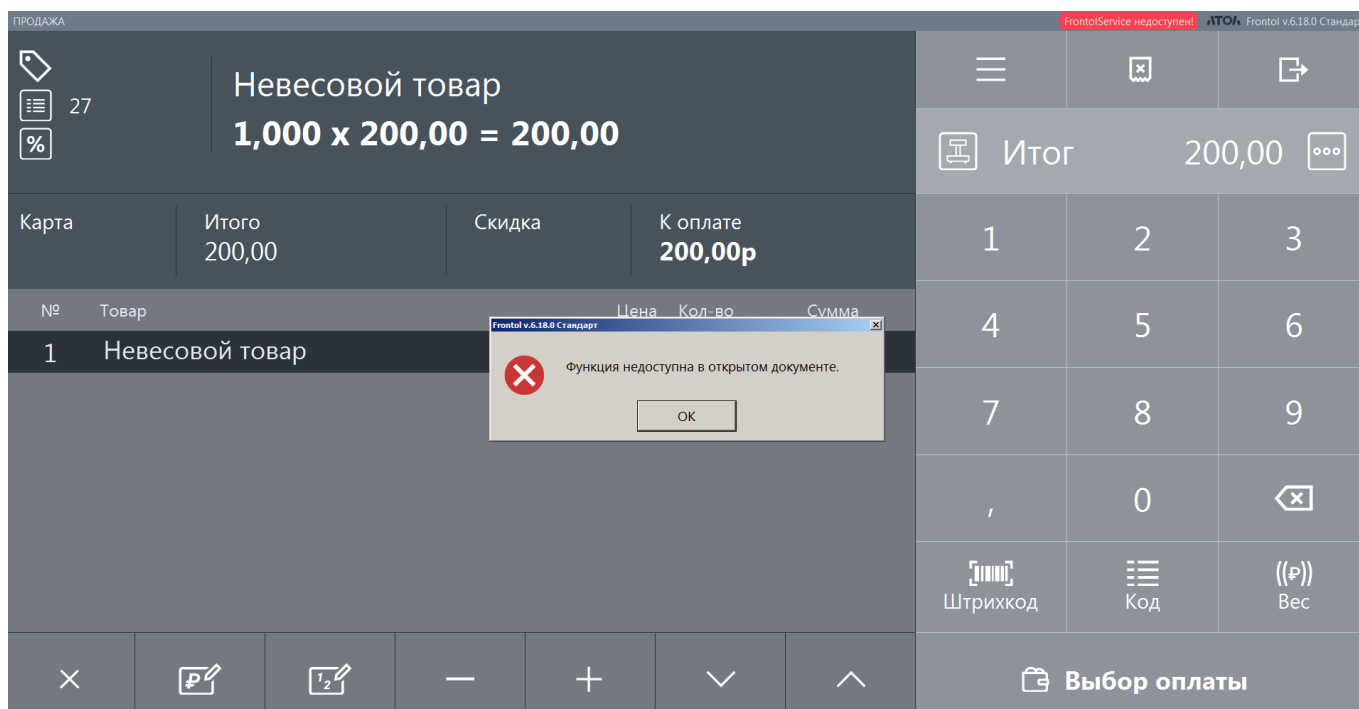 ПРОДАЖА
FrontolService недоступен! АТОЛ Frontol v.6.18.0 Стандар
27
%
Невесовой товар
1,000 x 200,00 = 200,00
Итог 200,00
Карта
Итого
200,00
Скидка
К оплате
200,00р
№ Товар Цена Кол-во Сумма
1 Невесовой товар
Frontol v.6.18.0 Стандарт
Функция недоступна в открытом документе.
OK
1 2 3
4 5 6
7 8 9
, 0
Штрихкод Код ((₽)) Вес
Выбор оплаты